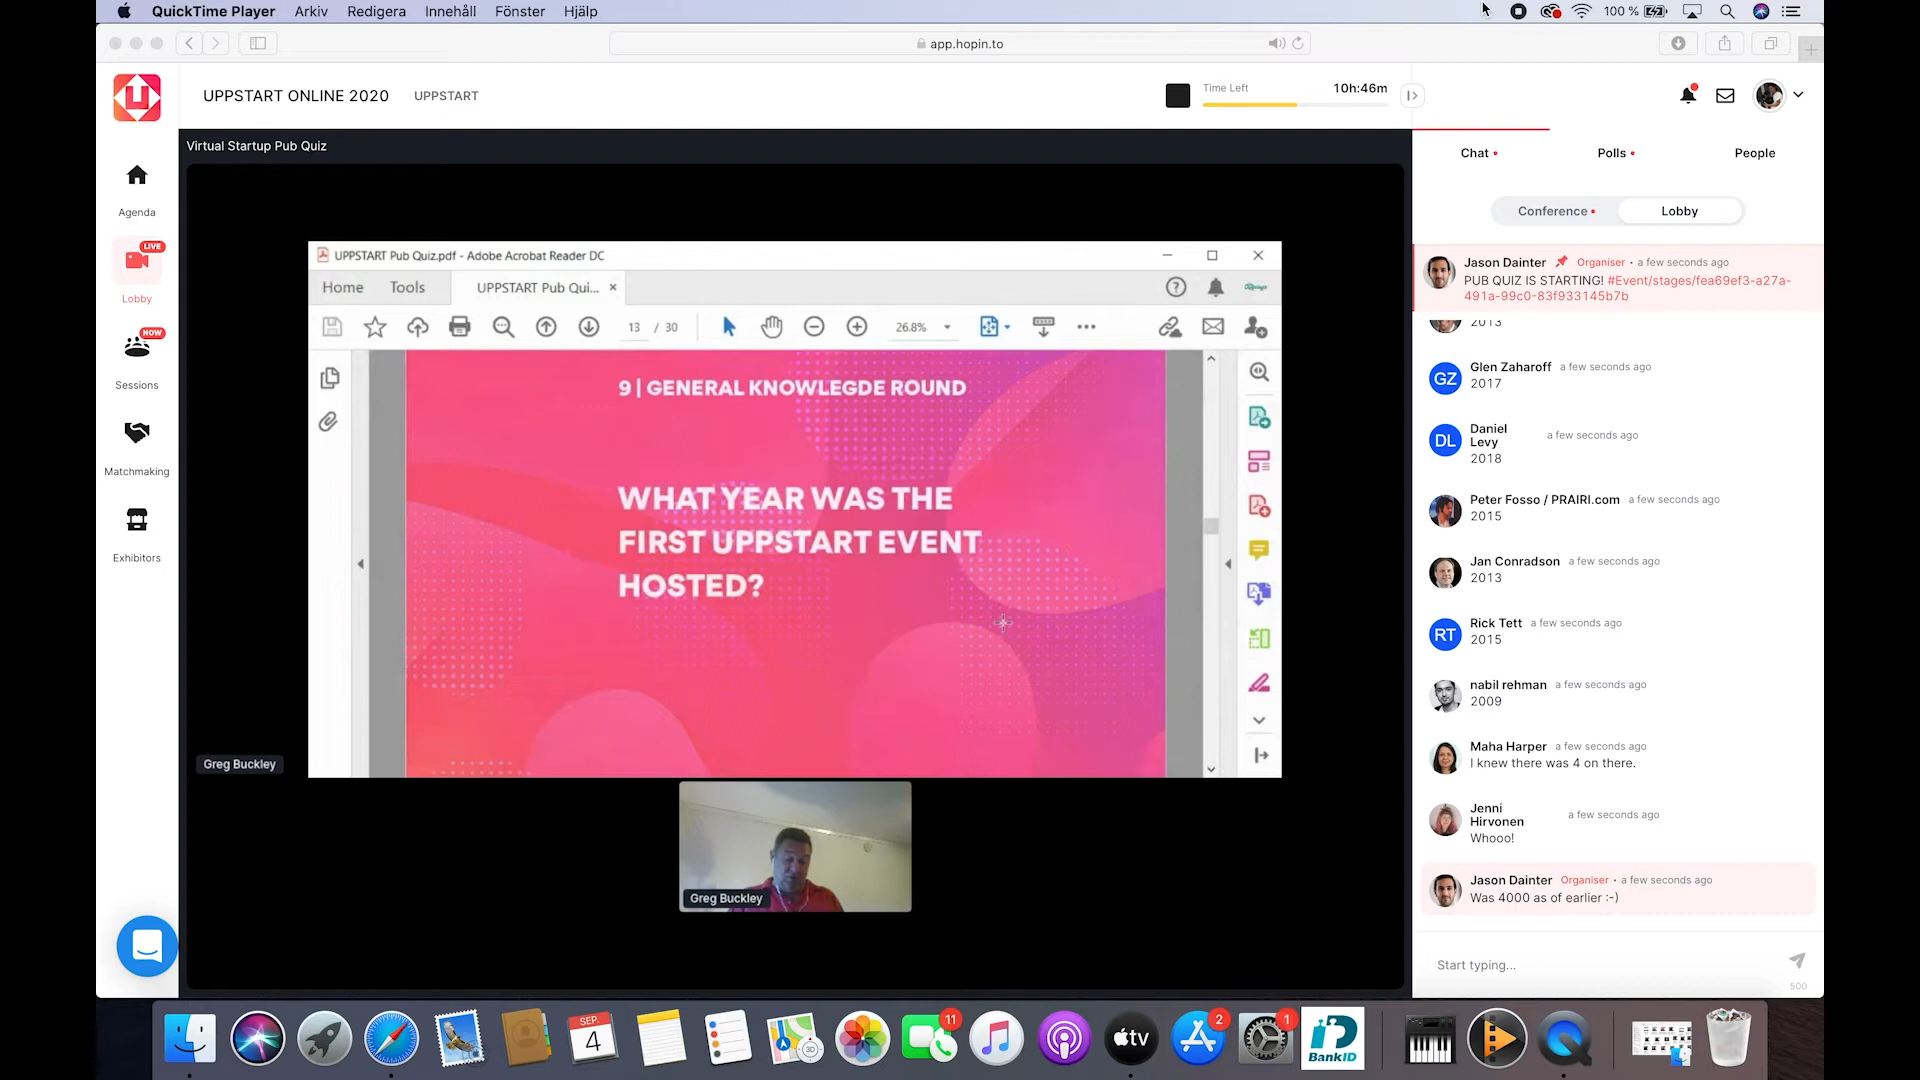 QuickTime Player Arkiv Redigera Innehåll Fönster Hjälp 100 %
app.hopin.to
UPPSTART ONLINE 2020 UPPSTART Time Left 10h:46m
Virtual Startup Pub Quiz
Agenda
LIVE
Lobby
NOW
Sessions
Matchmaking
Exhibitors
UPPSTART Pub Quiz.pdf - Adobe Acrobat Reader DC
Home Tools UPPSTART Pub Qui... ×
13 / 30 26.8%
9 | GENERAL KNOWLEGDE ROUND
WHAT YEAR WAS THE
FIRST UPPSTART EVENT
HOSTED?
Greg Buckley
Greg Buckley
Chat Polls People
Conference Lobby
Jason Dainter Organiser • a few seconds ago
PUB QUIZ IS STARTING! #Event/stages/fea69ef3-a27a-
491a-99c0-83f933145b7b
2013
GZ
Glen Zaharoff a few seconds ago
2017
DL
Daniel
Levy a few seconds ago
2018
Peter Fosso / PRAIRI.com a few seconds ago
2015
Jan Conradson a few seconds ago
2013
RT
Rick Tett a few seconds ago
2015
nabil rehman a few seconds ago
2009
Maha Harper a few seconds ago
I knew there was 4 on there.
Jenni
Hirvonen a few seconds ago
Whooo!
Jason Dainter Organiser • a few seconds ago
Was 4000 as of earlier :-)
Start typing...
500
SEP.
4
3D
11
tv
2
1
BankID